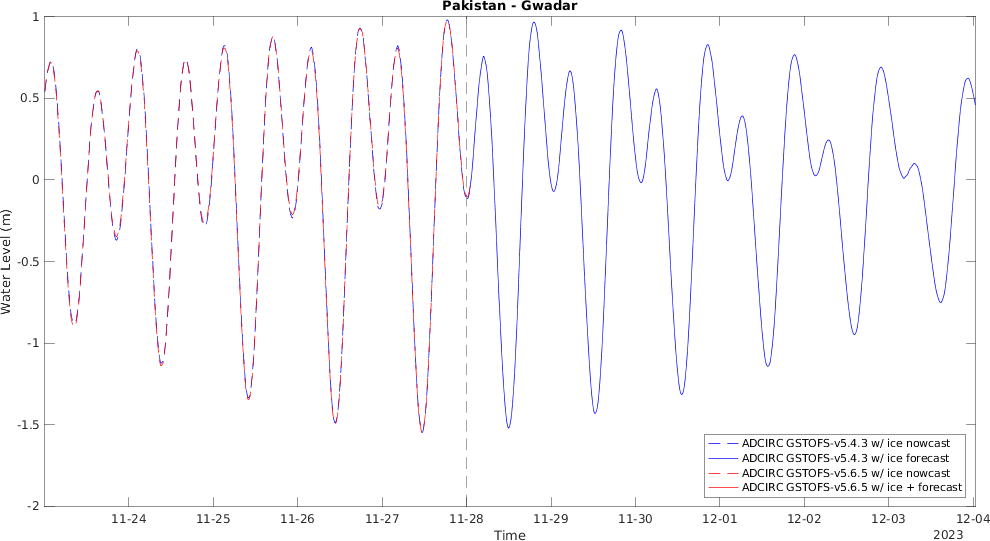 Pakistan - Gwadar
1
0.5
0
-0.5
-1
-1.5
-2
Water Level (m)
ADCIRC GSTOFS-v5.4.3 w/ ice nowcast
ADCIRC GSTOFS-v5.4.3 w/ ice forecast
ADCIRC GSTOFS-v5.6.5 w/ ice nowcast
ADCIRC GSTOFS-v5.6.5 w/ ice + forecast
11-24 11-25 11-26 11-27 11-28 11-29 11-30 12-01 12-02 12-03 12-04
Time
2023